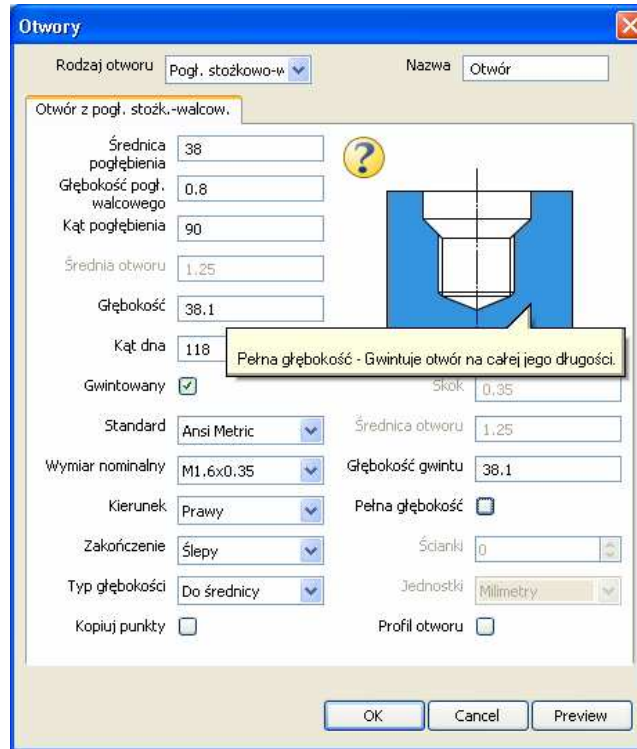 Otwory
Rodzaj otworu Pogł. stożkowo-w Nazwa Otwór
Otwór z pogł. stożk.-walcow.
Średnica pogłębienia 38
Głębokość pogł. walcowego 0.8
Kąt pogłębienia 90
Średnia otworu 1.25
Głębokość 38.1
Kąt dna 118
Pełna głębokość - Gwintuje otwór na całej jego długości.
Gwintowany Skok 0.35
Standard Ansi Metric Średnica otworu 1.25
Wymiar nominalny M1.6x0.35 Głębokość gwintu 38.1
Kierunek Prawy Pełna głębokość
Zakończenie Ślepy Ścianki 0
Typ głębokości Do średnicy Jednostki Milimetry
Kopiuj punkty Profil otworu
OK Cancel Preview